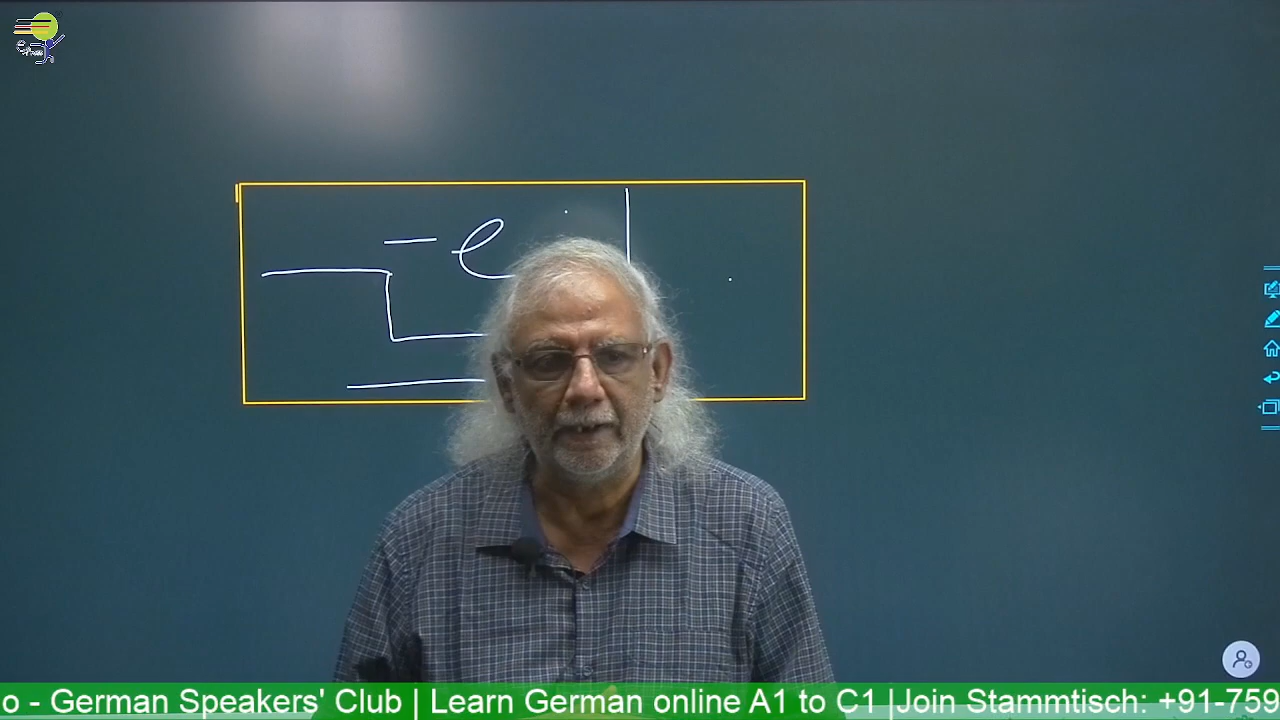 -e
o - German Speakers' Club | Learn German online A1 to C1 |Join Stammtisch: +91-759